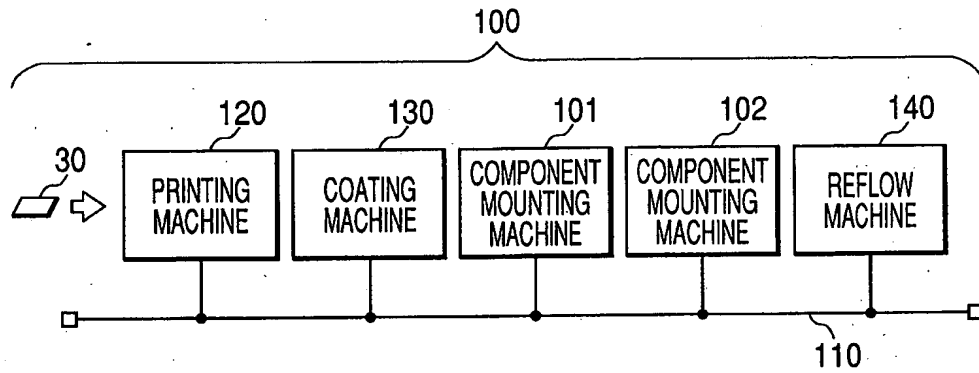 100
120
130
101
102
140
30
PRINTING
MACHINE
COATING
MACHINE
COMPONENT
MOUNTING
MACHINE
COMPONENT
MOUNTING
MACHINE
REFLOW
MACHINE
110